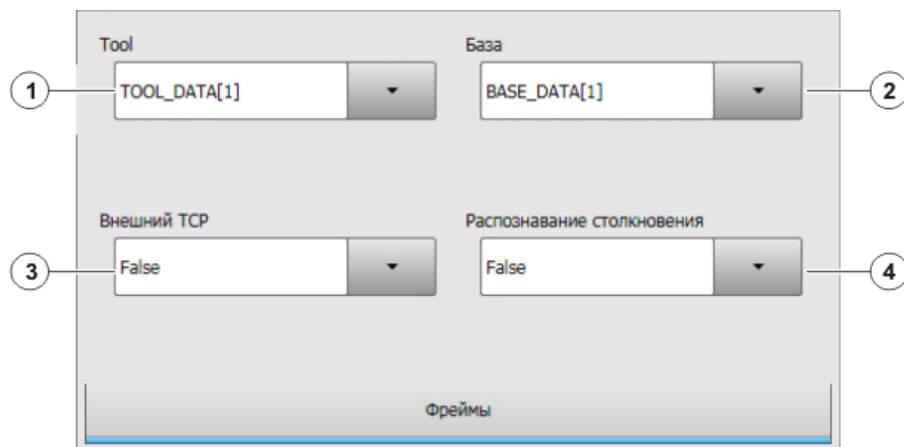 Tool База
1 TOOL_DATA[1] BASE_DATA[1] 2
Внешний TCP Распознавание столкновения
3 False False 4
Фреймы